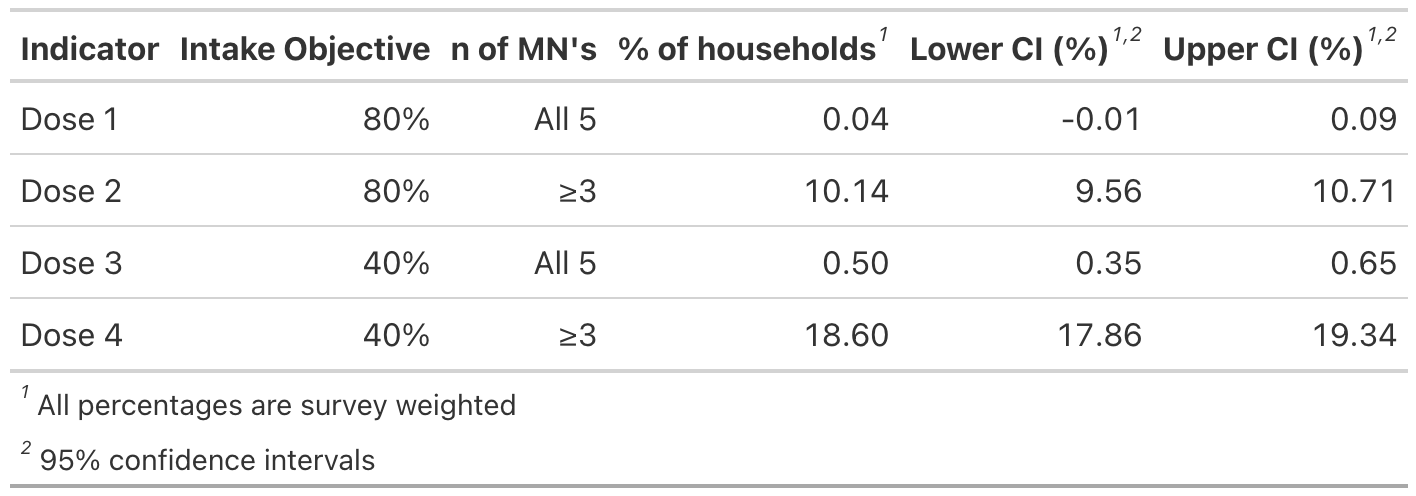 Indicator Intake Objective n of MN's % of households1 Lower CI (%)1,2 Upper CI (%)1,2
Dose 1 80% All 5 0.04 -0.01 0.09
Dose 2 80% ≥3 10.14 9.56 10.71
Dose 3 40% All 5 0.50 0.35 0.65
Dose 4 40% ≥3 18.60 17.86 19.34
1 All percentages are survey weighted
2 95% confidence intervals